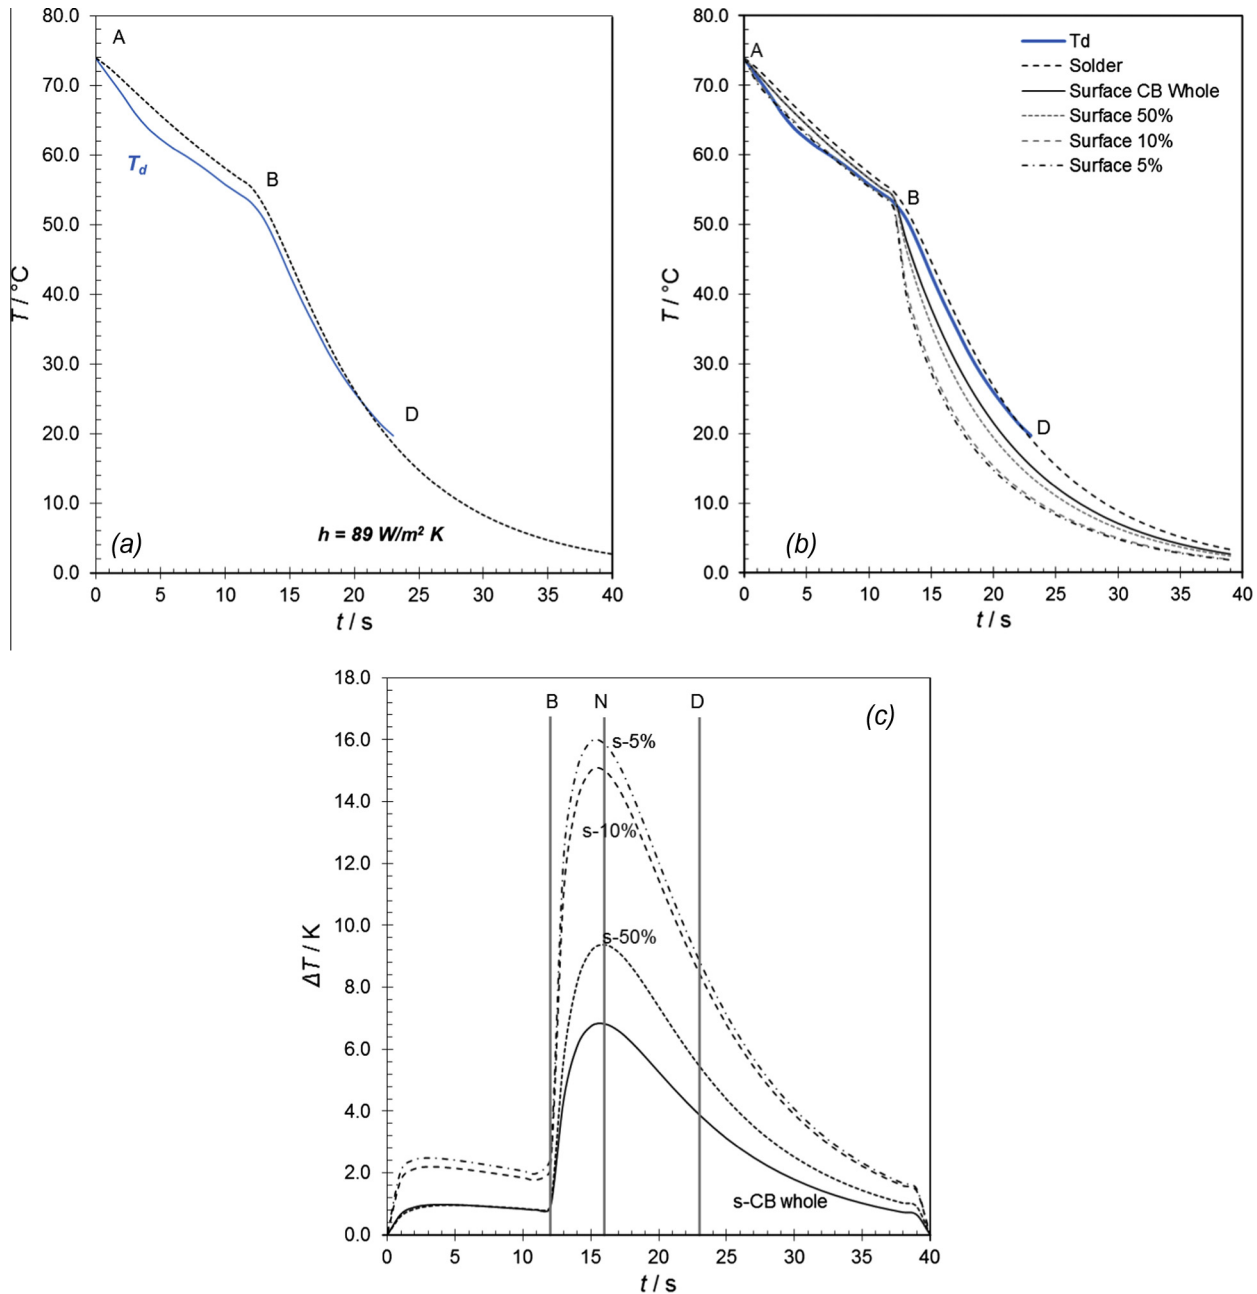 80.0
70.0
60.0
50.0
40.0
30.0
20.0
10.0
0.0
T / °C
A
Td
B
D
h = 89 W/m² K
(a)
0 5 10 15 20 25 30 35 40
t / s
80.0
70.0
60.0
50.0
40.0
30.0
20.0
10.0
0.0
T / °C
A
Td
Solder
Surface CB Whole
Surface 50%
Surface 10%
Surface 5%
B
D
(b)
0 5 10 15 20 25 30 35 40
t / s
18.0
16.0
14.0
12.0
10.0
8.0
6.0
4.0
2.0
0.0
ΔT / K
B N D
(c)
s-5%
s-10%
s-50%
s-CB whole
0 5 10 15 20 25 30 35 40
t / s